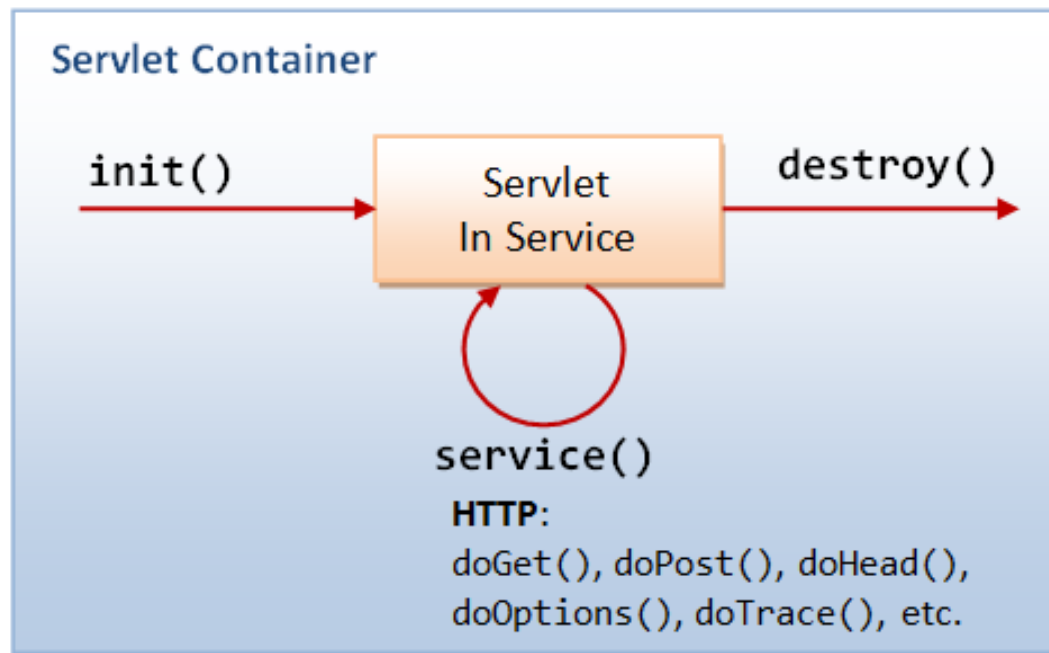 Servlet Container
init()
Servlet
In Service
destroy()
service()
HTTP:
doGet(), doPost(), doHead(),
doOptions(), doTrace(), etc.